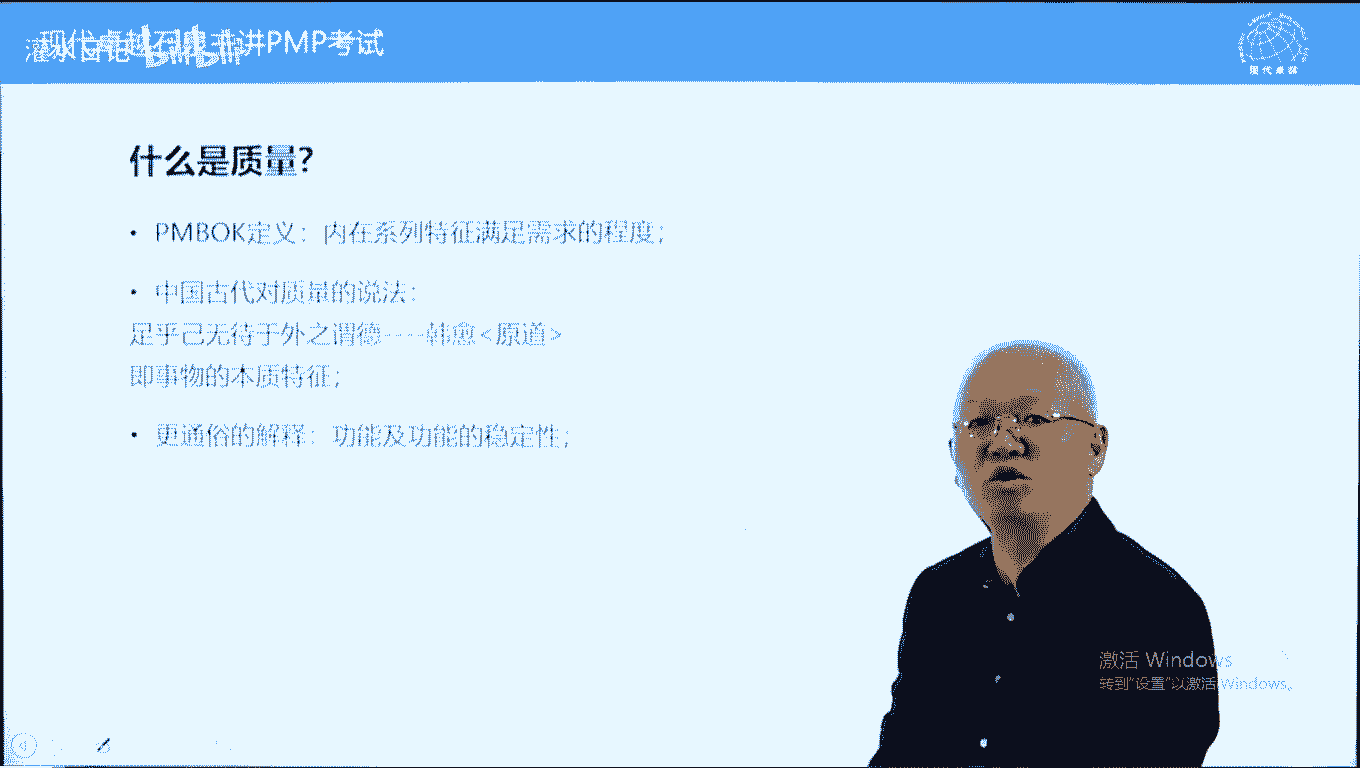 现代卓越石显开讲PMP考试
bilibili
现代卓越
什么是质量?
• PMBOK定义：内在系列特征满足需求的程度；
• 中国古代对质量的说法：
足乎己无待于外之谓德----韩愈<原道>
即事物的本质特征；
• 更通俗的解释：功能及功能的稳定性；
激活 Windows
转到"设置"以激活 Windows。